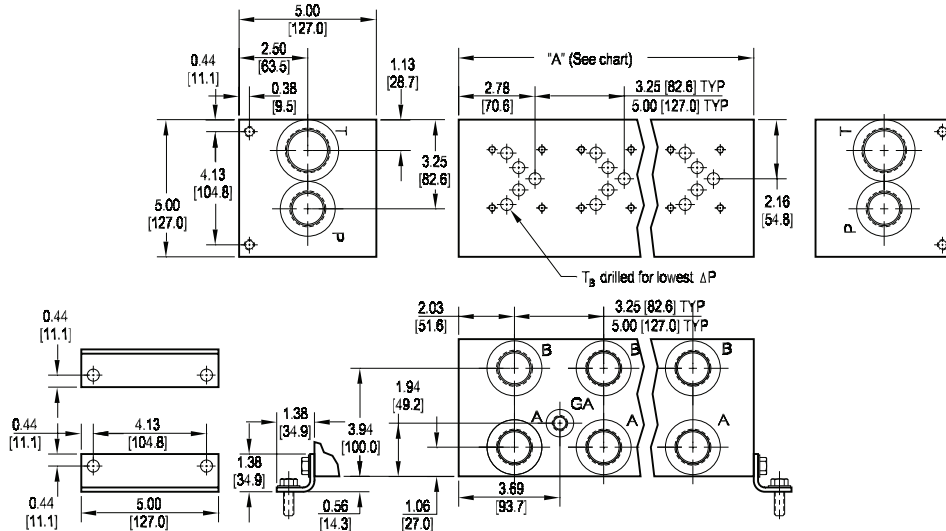 5.00
[127.0]
2.50
[63.5]
0.44
[11.1]
0.38
[9.5]
1.13
[28.7]
T
P
3.25
[82.6]
4.13
[104.8]
5.00
[127.0]
"A" (See chart)
2.78
[70.6]
3.25 [82.6] TYP
5.00 [127.0] TYP
TB drilled for lowest ΔP
T
P
2.16
[54.8]
0.44
[11.1]
0.44
[11.1]
4.13
[104.8]
0.44
[11.1]
5.00
[127.0]
1.38
[34.9]
1.38
[34.9]
0.56
[14.3]
3.94
[100.0]
2.03
[51.6]
3.25 [82.6] TYP
5.00 [127.0] TYP
B
B
B
1.94
[49.2]
GA
A
A
A
1.06
[27.0]
3.69
[93.7]